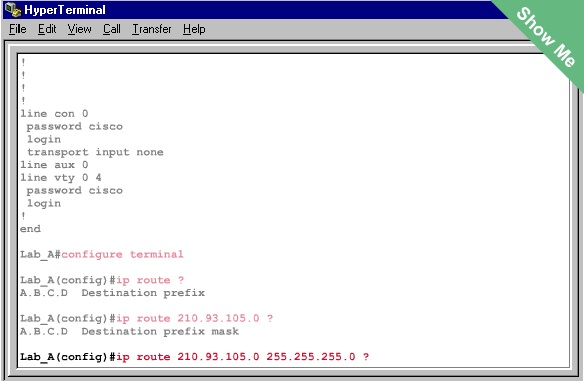 HyperTerminal
Show Me
File Edit View Call Transfer Help
!
!
!
!
line con 0
password cisco
login
transport input none
line aux 0
line vty 0 4
password cisco
login
!
end
Lab_A#configure terminal
Lab_A(config)#ip route ?
A.B.C.D  Destination prefix
Lab_A(config)#ip route 210.93.105.0 ?
A.B.C.D  Destination prefix mask
Lab_A(config)#ip route 210.93.105.0 255.255.255.0 ?